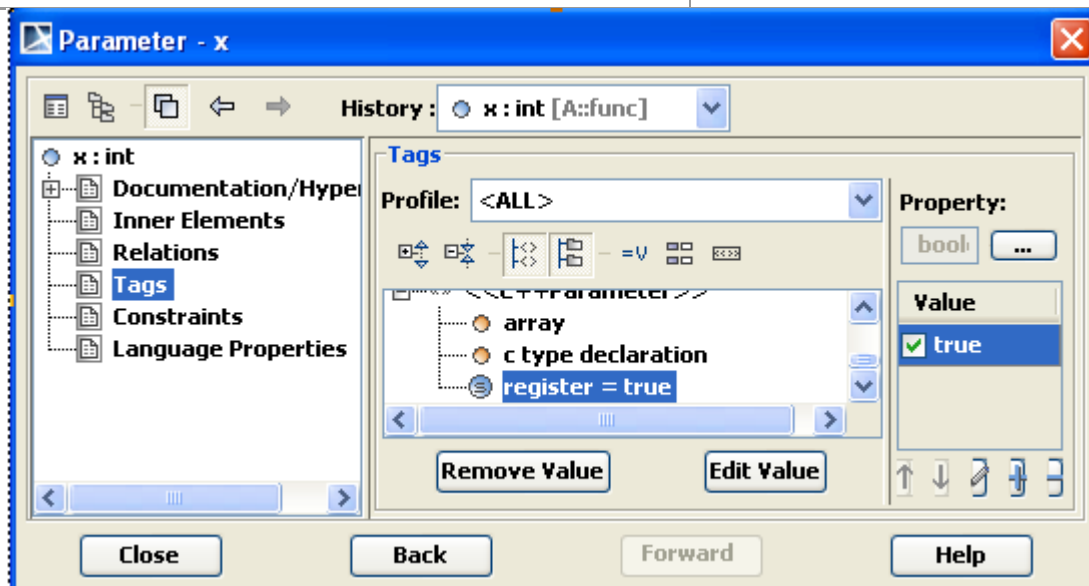 Parameter - x
History : x : int [A::func]
x : int
Documentation/Hyper
Inner Elements
Relations
Tags
Constraints
Language Properties
Tags
Profile: <ALL>
=V
<<C++Parameter>>
array
c type declaration
register = true
Remove Value Edit Value
Property:
...
Value
true
Close Back Forward Help